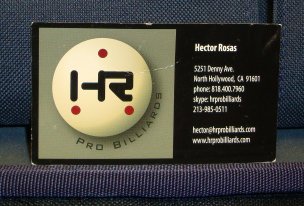 HR
PRO BILLIARDS
Hector Rosas
5251 Denny Ave.
North Hollywood, CA 91601
phone: 818.400.7960
skype: hrprobilliards
213-985-0511
hector@hrprobilliards.com
www.hrprobilliards.com